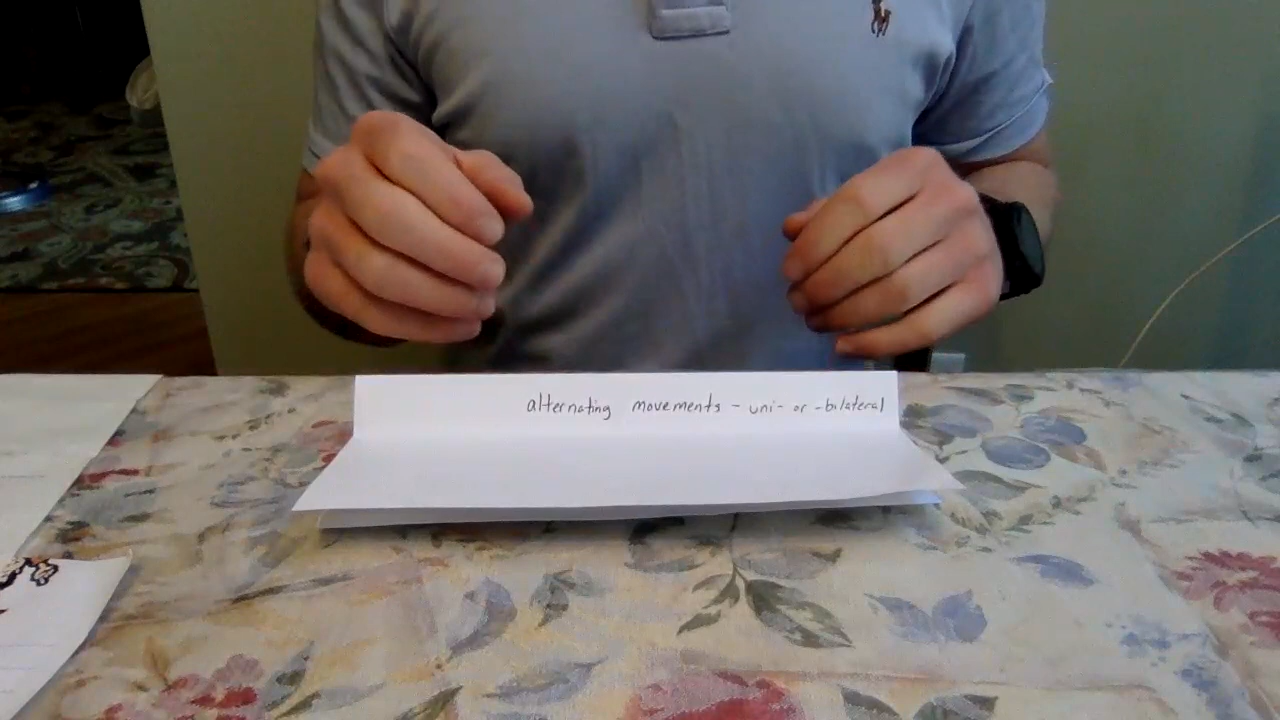 alternating movements - uni- or -bilateral